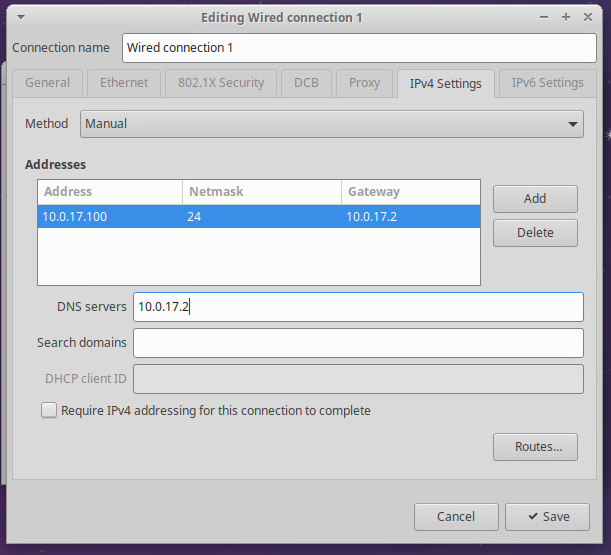 Editing Wired connection 1
Connection name Wired connection 1
General Ethernet 802.1X Security DCB Proxy IPv4 Settings IPv6 Settings
Method Manual
Addresses
Address Netmask Gateway
10.0.17.100 24 10.0.17.2
Add
Delete
DNS servers 10.0.17.2
Search domains
DHCP client ID
Require IPv4 addressing for this connection to complete
Routes...
Cancel Save